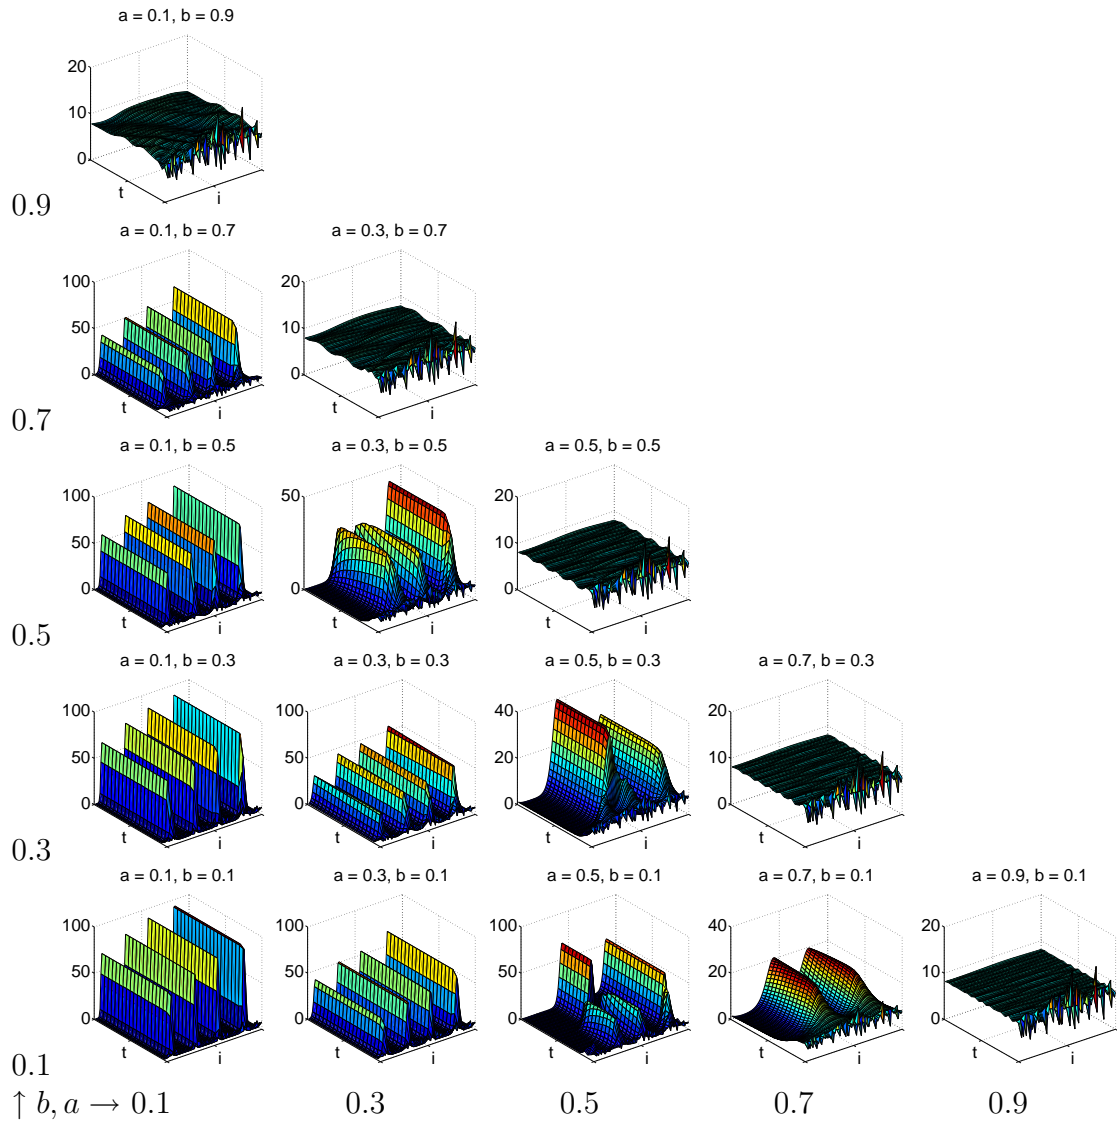 a = 0.1, b = 0.9
20
10
0
t
i
0.9
a = 0.1, b = 0.7
a = 0.3, b = 0.7
100
50
0
t
i
20
10
0
t
i
0.7
a = 0.1, b = 0.5
a = 0.3, b = 0.5
a = 0.5, b = 0.5
100
50
0
t
i
50
0
t
i
20
10
0
t
i
0.5
a = 0.1, b = 0.3
a = 0.3, b = 0.3
a = 0.5, b = 0.3
a = 0.7, b = 0.3
100
50
0
t
i
100
50
0
t
i
40
20
0
t
i
20
10
0
t
i
0.3
a = 0.1, b = 0.1
a = 0.3, b = 0.1
a = 0.5, b = 0.1
a = 0.7, b = 0.1
a = 0.9, b = 0.1
100
50
0
t
i
100
50
0
t
i
100
50
0
t
i
40
20
0
t
i
20
10
0
t
i
0.1
↑ b, a → 0.1 0.3 0.5 0.7 0.9